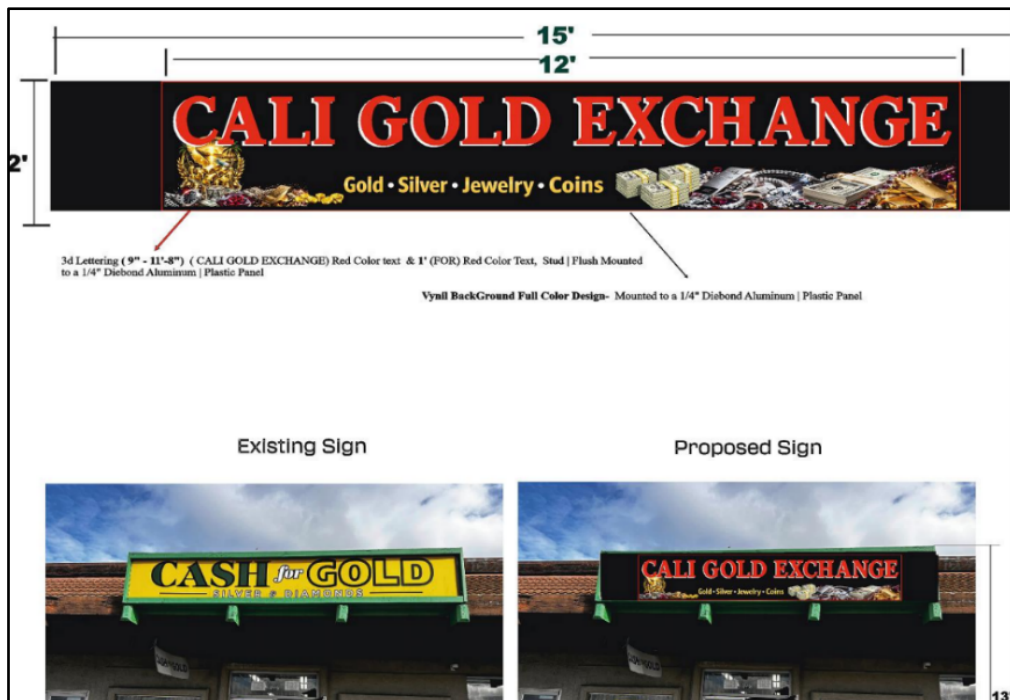 15'
12'
2'
CALI GOLD EXCHANGE
Gold • Silver • Jewelry • Coins
3d Lettering ( 9" - 11'-8") ( CALI GOLD EXCHANGE) Red Color text & 1' (FOR) Red Color Text, Stud | Flush Mounted
to a 1/4" Diebond Aluminum | Plastic Panel
Vynil BackGround Full Color Design- Mounted to a 1/4" Diebond Aluminum | Plastic Panel
Existing Sign
Proposed Sign
CASH for GOLD
SILVER & DIAMONDS
CALI GOLD EXCHANGE
Gold • Silver • Jewelry • Coins
13'